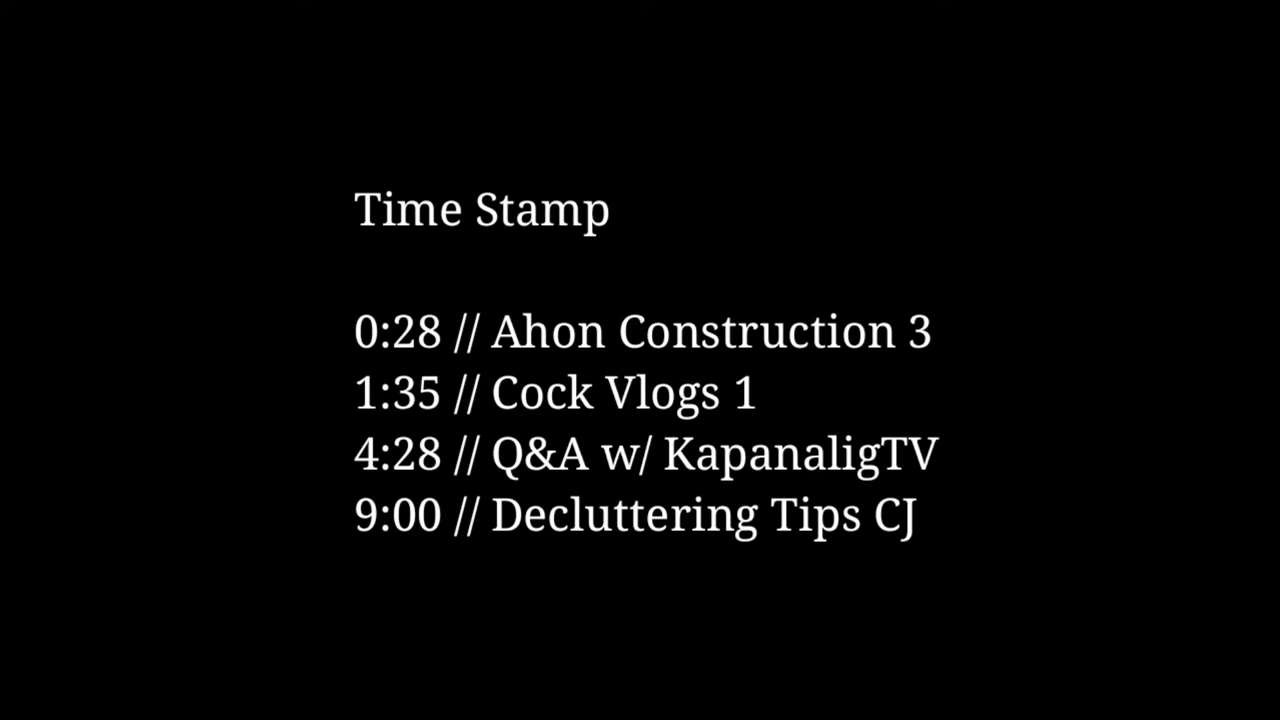 Time Stamp
0:28 // Ahon Construction 3
1:35 // Cock Vlogs 1
4:28 // Q&A w/ KapanaligTV
9:00 // Decluttering Tips CJ